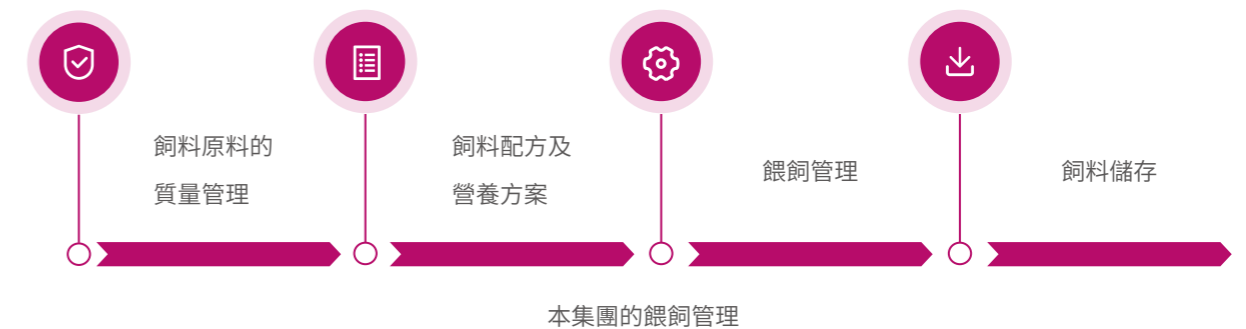 飼料原料的
質量管理
飼料配方及
營養方案
餵飼管理
飼料儲存
本集團的餵飼管理